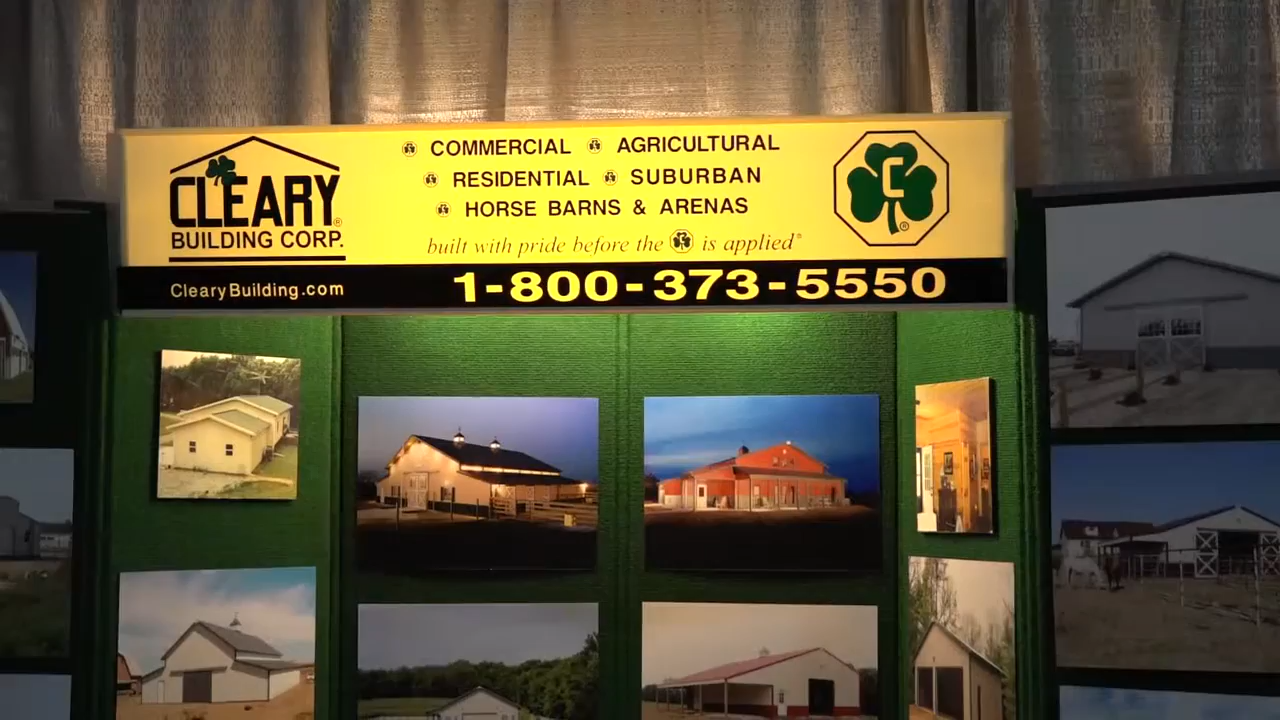 CLEARY®
BUILDING CORP.
COMMERCIAL AGRICULTURAL
RESIDENTIAL SUBURBAN
HORSE BARNS & ARENAS
built with pride before the is applied®
C
®
ClearyBuilding.com
1-800-373-5550